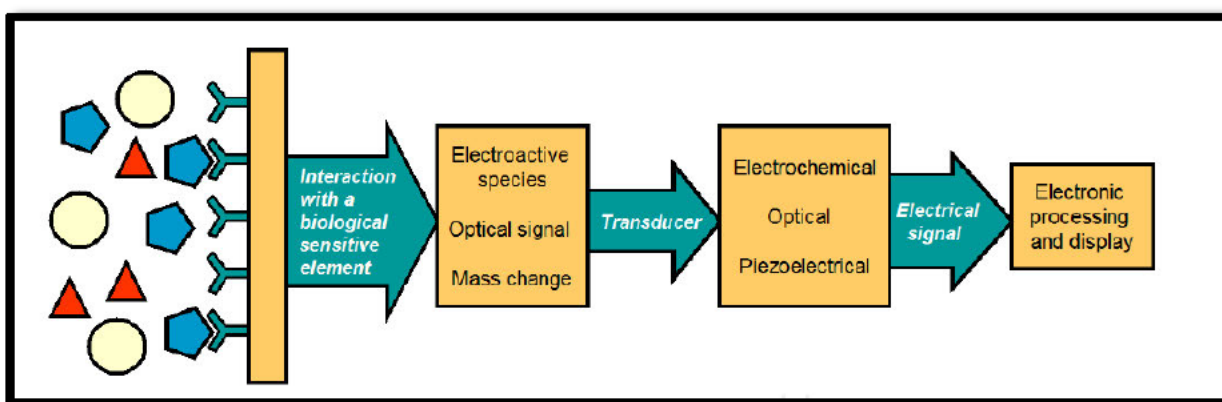 Interaction
with a
biological
sensitive
element
Electroactive
species
Optical signal
Mass change
Transducer
Electrochemical
Optical
Piezoelectrical
Electrical
signal
Electronic
processing
and display